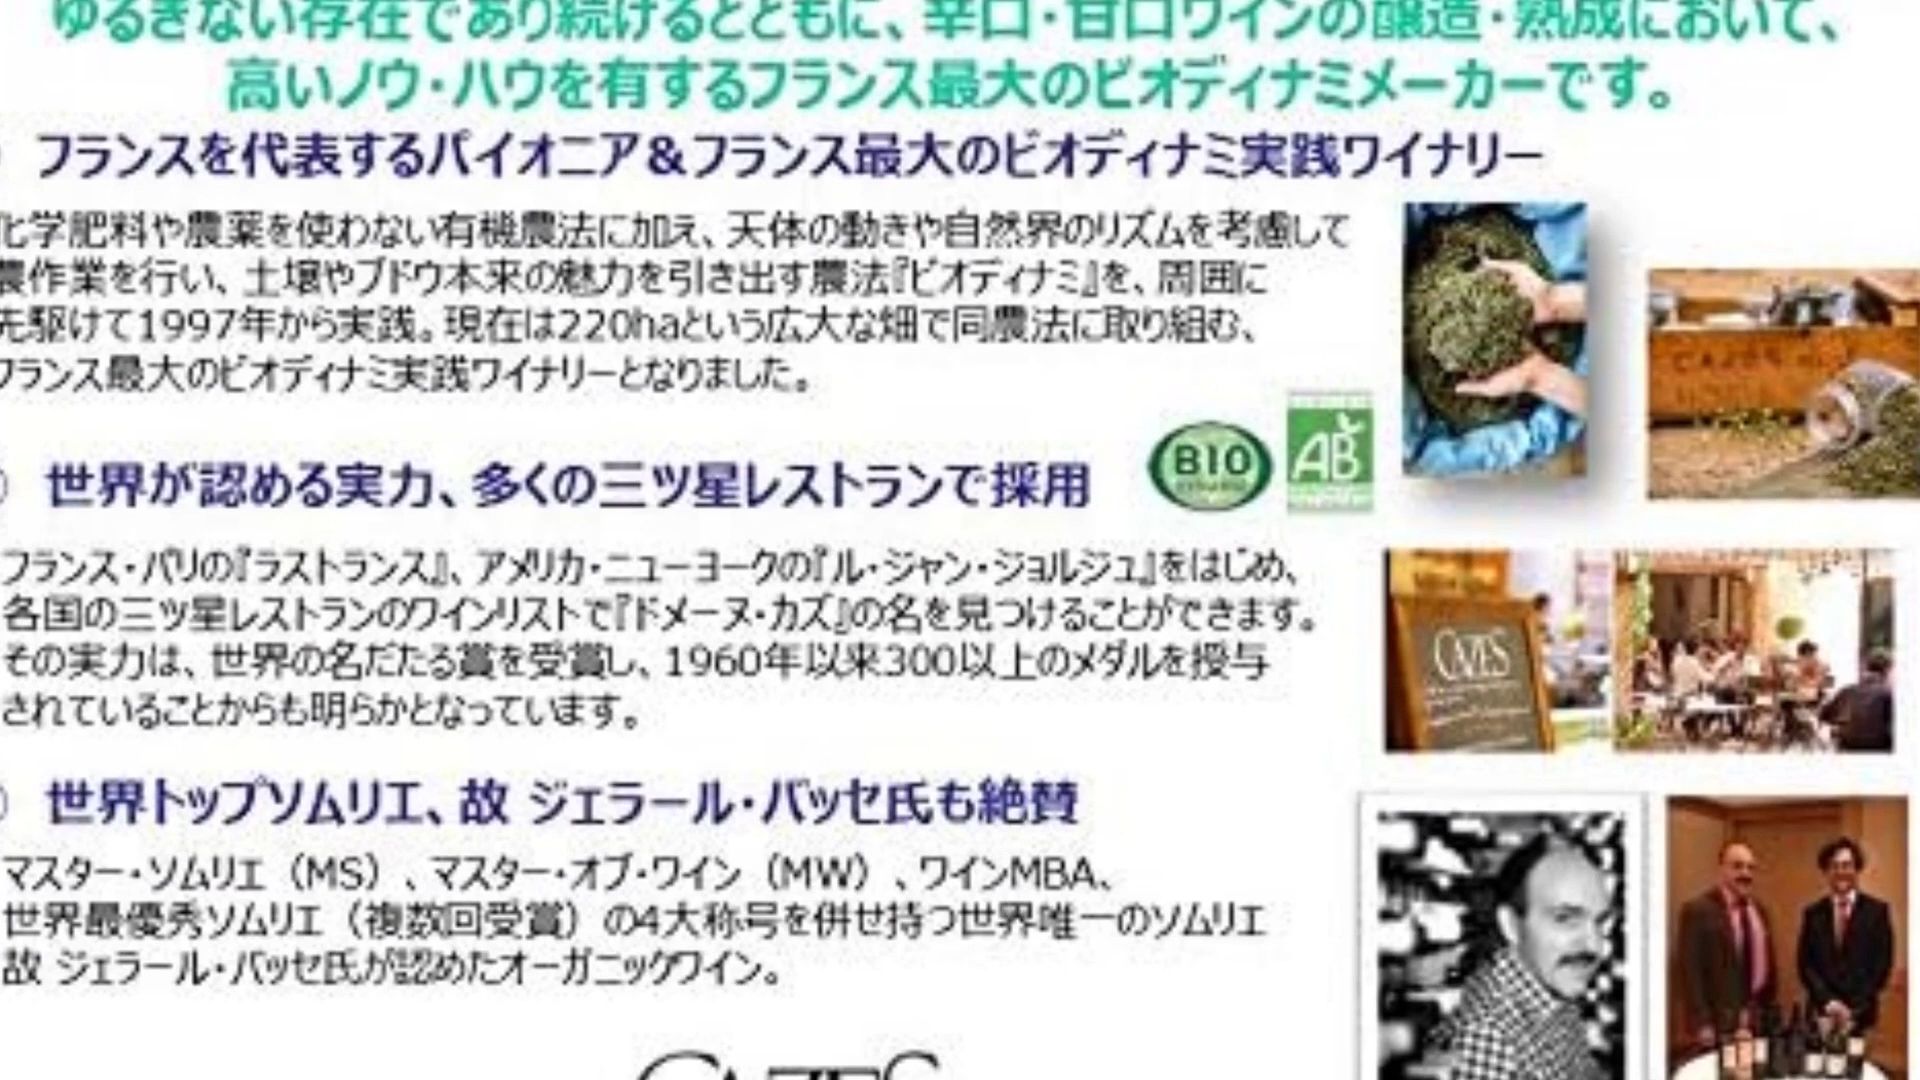 ゆるぎない存在であり続けるとともに、辛口・甘口ワインの醸造・熟成において、
高いノウ・ハウを有するフランス最大のビオディナミメーカーです。
フランスを代表するパイオニア＆フランス最大のビオディナミ実践ワイナリー
化学肥料や農薬を使わない有機農法に加え、天体の動きや自然界のリズムを考慮して
農作業を行い、土壌やブドウ本来の魅力を引き出す農法『ビオディナミ』を、周囲に
先駆けて1997年から実践。現在は220haという広大な畑で同農法に取り組む、
フランス最大のビオディナミ実践ワイナリーとなりました。
BIO
AB
世界が認める実力、多くの三ツ星レストランで採用
フランス・パリの『ラストランス』、アメリカ・ニューヨークの『ル・ジャン・ジョルジュ』をはじめ、
各国の三ツ星レストランのワインリストで『ドメーヌ・カズ』の名を見つけることができます。
その実力は、世界の名だたる賞を受賞し、1960年以来300以上のメダルを授与
されていることからも明らかとなっています。
CAZES
世界トップソムリエ、故 ジェラール・バッセ氏も絶賛
マスター・ソムリエ（MS）、マスター・オブ・ワイン（MW）、ワインMBA、
世界最優秀ソムリエ（複数回受賞）の4大称号を併せ持つ世界唯一のソムリエ
故 ジェラール・バッセ氏が認めたオーガニックワイン。
CAZES